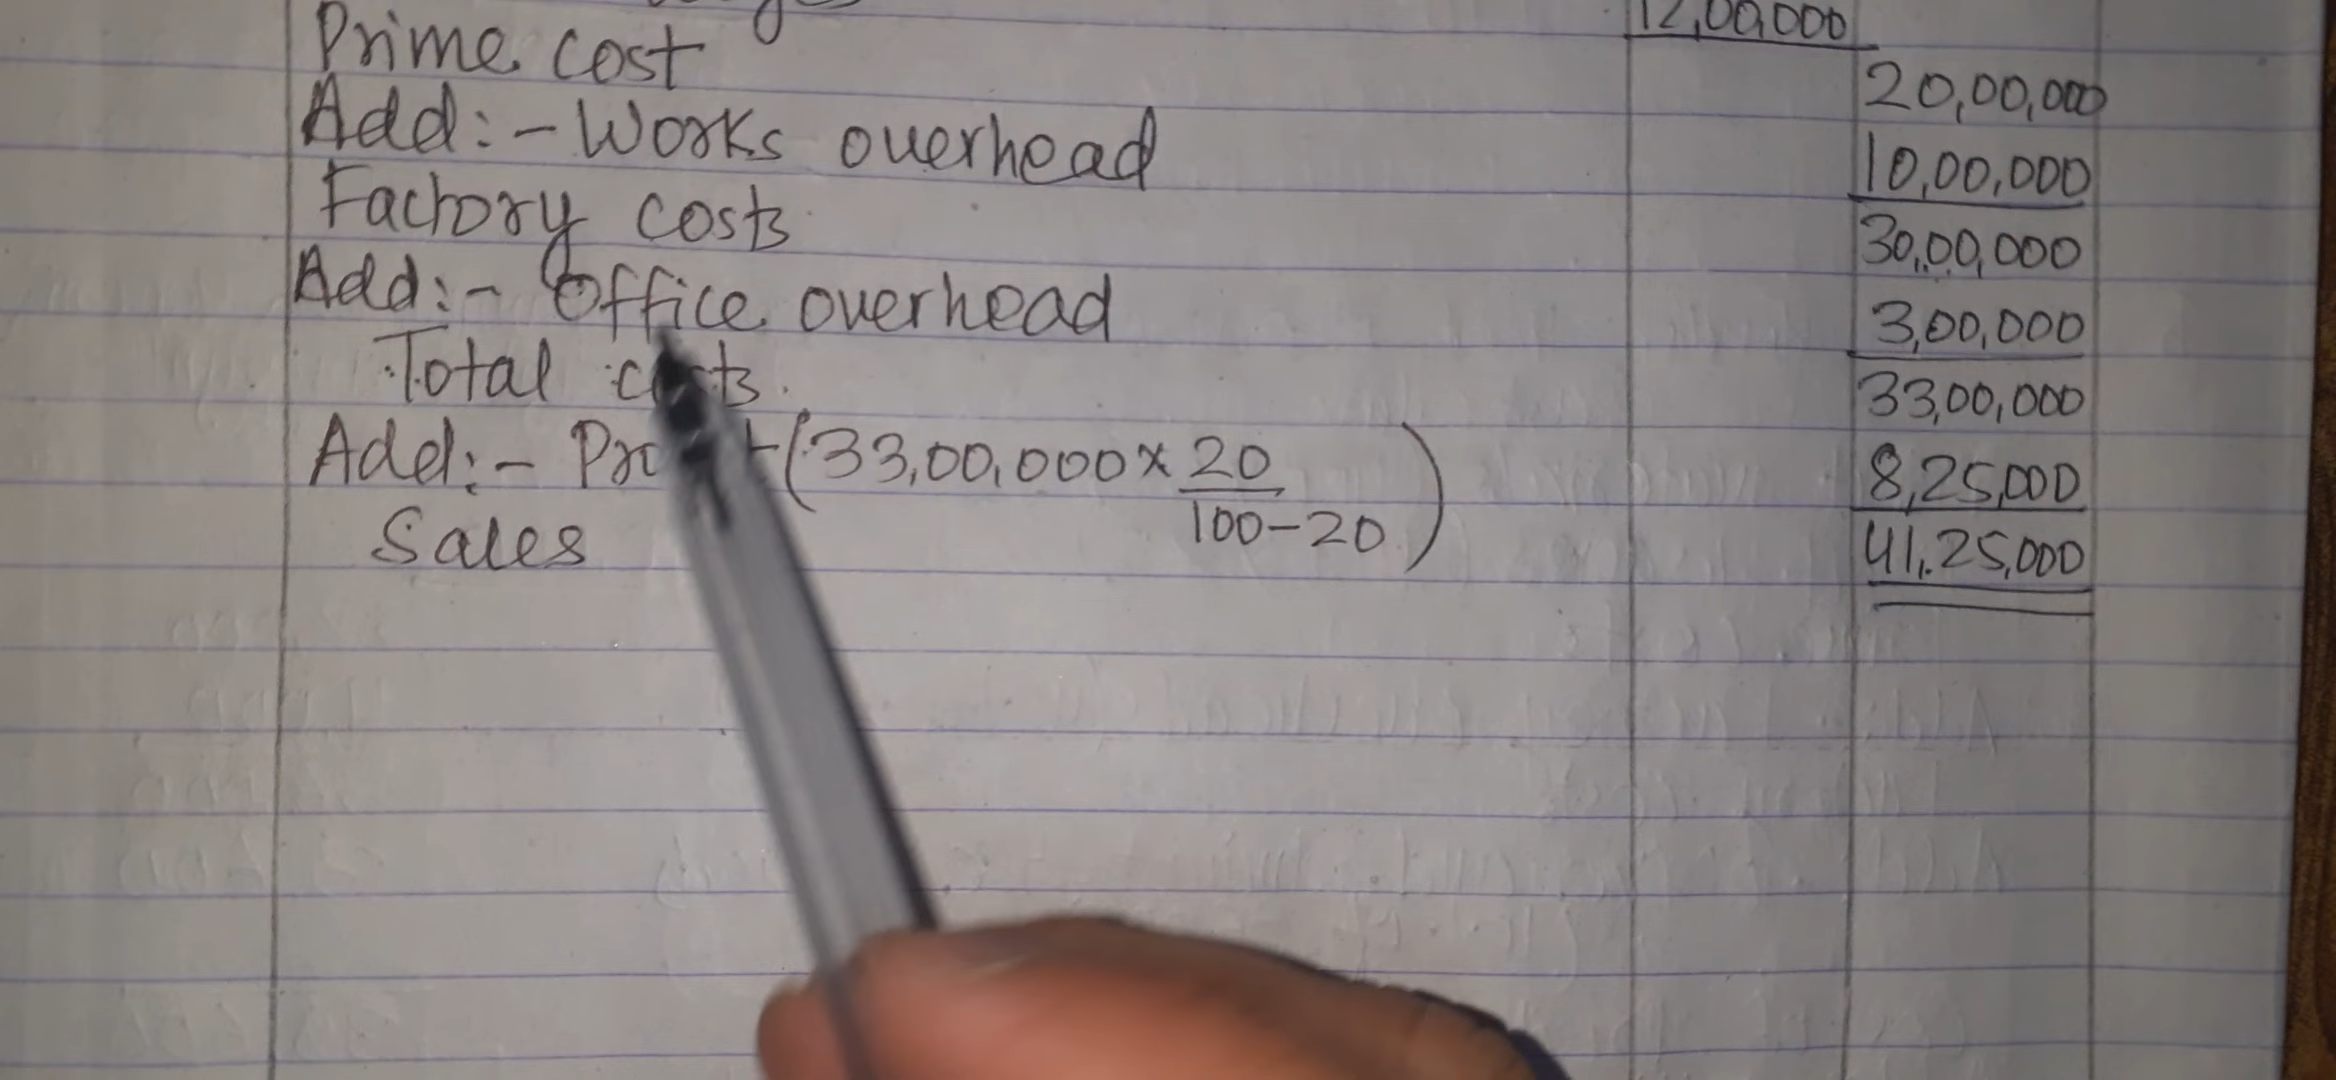 12,00,000
Prime cost 20,00,000
Add:- Works overhead 10,00,000
Factory costs 30,00,000
Add:- Office overhead 3,00,000
Total costs 33,00,000
Add:- (33,00,000 x 20/100-20) 8,25,000
Sales 41,25,000